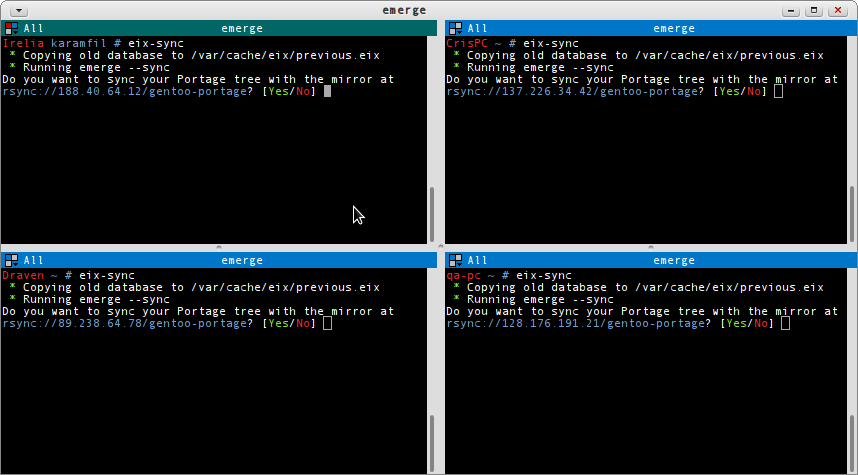 emerge
All emerge
Irelia karamfil # eix-sync
* Copying old database to /var/cache/eix/previous.eix
* Running emerge --sync
Do you want to sync your Portage tree with the mirror at
rsync://188.40.64.12/gentoo-portage? [Yes/No]
All emerge
CrisPC ~ # eix-sync
* Copying old database to /var/cache/eix/previous.eix
* Running emerge --sync
Do you want to sync your Portage tree with the mirror at
rsync://137.226.34.42/gentoo-portage? [Yes/No]
All emerge
Draven ~ # eix-sync
* Copying old database to /var/cache/eix/previous.eix
* Running emerge --sync
Do you want to sync your Portage tree with the mirror at
rsync://89.238.64.78/gentoo-portage? [Yes/No]
All emerge
qa-pc ~ # eix-sync
* Copying old database to /var/cache/eix/previous.eix
* Running emerge --sync
Do you want to sync your Portage tree with the mirror at
rsync://128.176.191.21/gentoo-portage? [Yes/No]